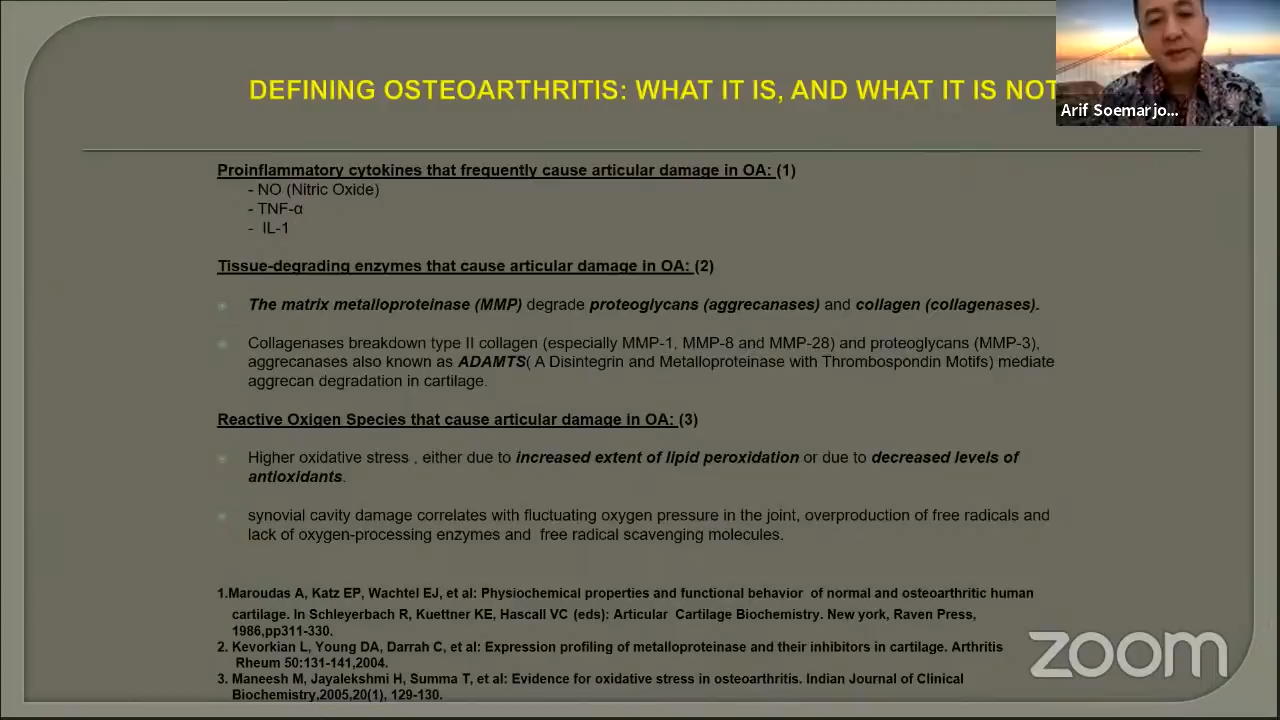 DEFINING OSTEOARTHRITIS: WHAT IT IS, AND WHAT IT IS NOT
Arif Soemarjo...
Proinflammatory cytokines that frequently cause articular damage in OA: (1)
- NO (Nitric Oxide)
- TNF-α
- IL-1
Tissue-degrading enzymes that cause articular damage in OA: (2)
The matrix metalloproteinase (MMP) degrade proteoglycans (aggrecanases) and collagen (collagenases).
Collagenases breakdown type II collagen (especially MMP-1, MMP-8 and MMP-28) and proteoglycans (MMP-3),
aggrecanases also known as ADAMTS( A Disintegrin and Metalloproteinase with Thrombospondin Motifs) mediate
aggrecan degradation in cartilage.
Reactive Oxigen Species that cause articular damage in OA: (3)
Higher oxidative stress , either due to increased extent of lipid peroxidation or due to decreased levels of
antioxidants.
synovial cavity damage correlates with fluctuating oxygen pressure in the joint, overproduction of free radicals and
lack of oxygen-processing enzymes and free radical scavenging molecules.
1.Maroudas A, Katz EP, Wachtel EJ, et al: Physiochemical properties and functional behavior of normal and osteoarthritic human
cartilage. In Schleyerbach R, Kuettner KE, Hascall VC (eds): Articular Cartilage Biochemistry. New york, Raven Press,
1986,pp311-330.
2. Kevorkian L, Young DA, Darrah C, et al: Expression profiling of metalloproteinase and their inhibitors in cartilage. Arthritis
Rheum 50:131-141,2004.
3. Maneesh M, Jayalekshmi H, Summa T, et al: Evidence for oxidative stress in osteoarthritis. Indian Journal of Clinical
Biochemistry,2005,20(1), 129-130.
zoom